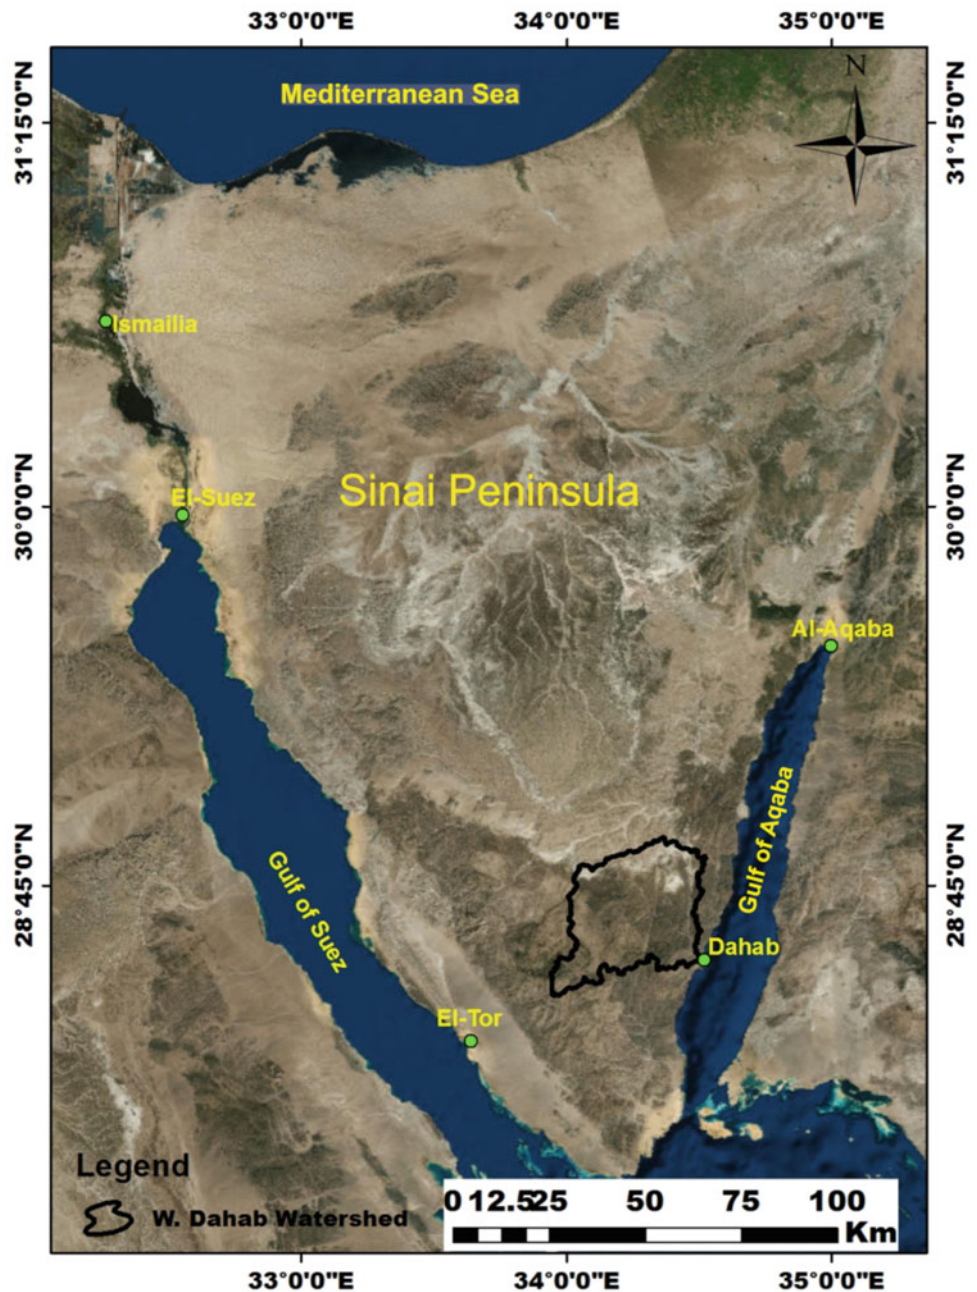 33°0'0"E 34°0'0"E 35°0'0"E
N
Mediterranean Sea
31°15'0"N
31°15'0"N
Ismailia
Sinai Peninsula
El-Suez
30°0'0"N
30°0'0"N
Al-Aqaba
Gulf of Aqaba
28°45'0"N
28°45'0"N
Gulf of Suez
Dahab
El-Tor
Legend
W. Dahab Watershed
0 12.525 50 75 100
Km
33°0'0"E 34°0'0"E 35°0'0"E